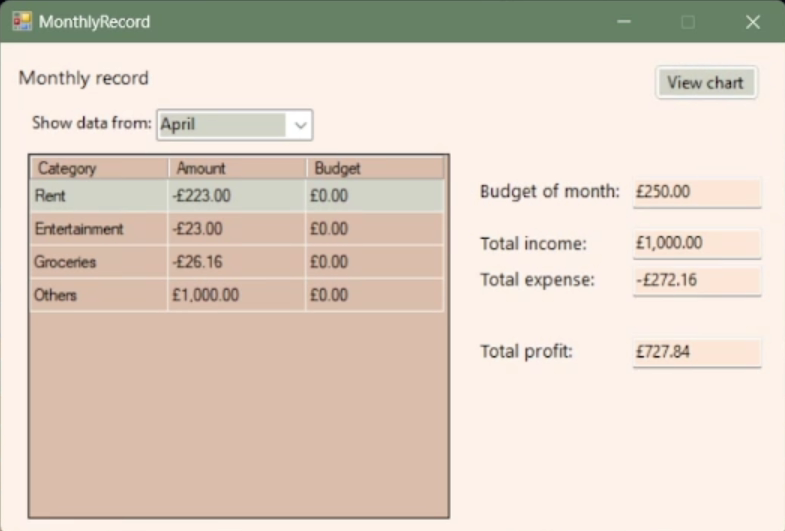 MonthlyRecord
Monthly record
View chart
Show data from: April
Category Amount Budget
Rent -£223.00 £0.00
Entertainment -£23.00 £0.00
Groceries -£26.16 £0.00
Others £1,000.00 £0.00
Budget of month: £250.00
Total income: £1,000.00
Total expense: -£272.16
Total profit: £727.84